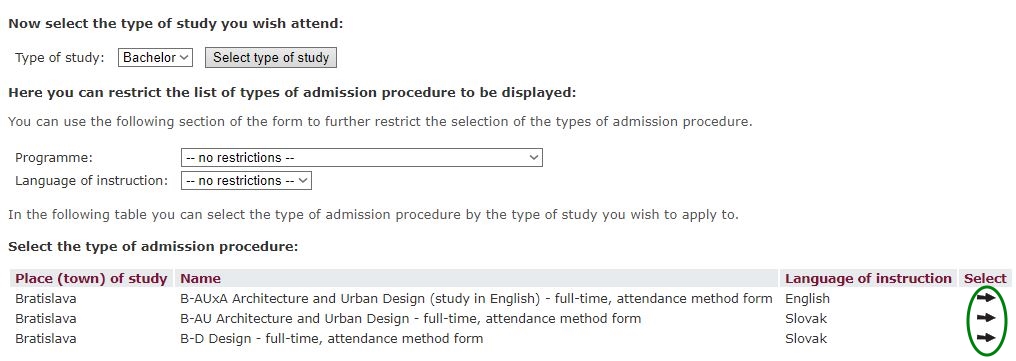 Now select the type of study you wish attend:
Type of study: Bachelor Select type of study
Here you can restrict the list of types of admission procedure to be displayed:
You can use the following section of the form to further restrict the selection of the types of admission procedure.
Programme: -- no restrictions --
Language of instruction: -- no restrictions --
In the following table you can select the type of admission procedure by the type of study you wish to apply to.
Select the type of admission procedure:
Place (town) of study Name Language of instruction Select
Bratislava B-AUxA Architecture and Urban Design (study in English) - full-time, attendance method form English
Bratislava B-AU Architecture and Urban Design - full-time, attendance method form Slovak
Bratislava B-D Design - full-time, attendance method form Slovak